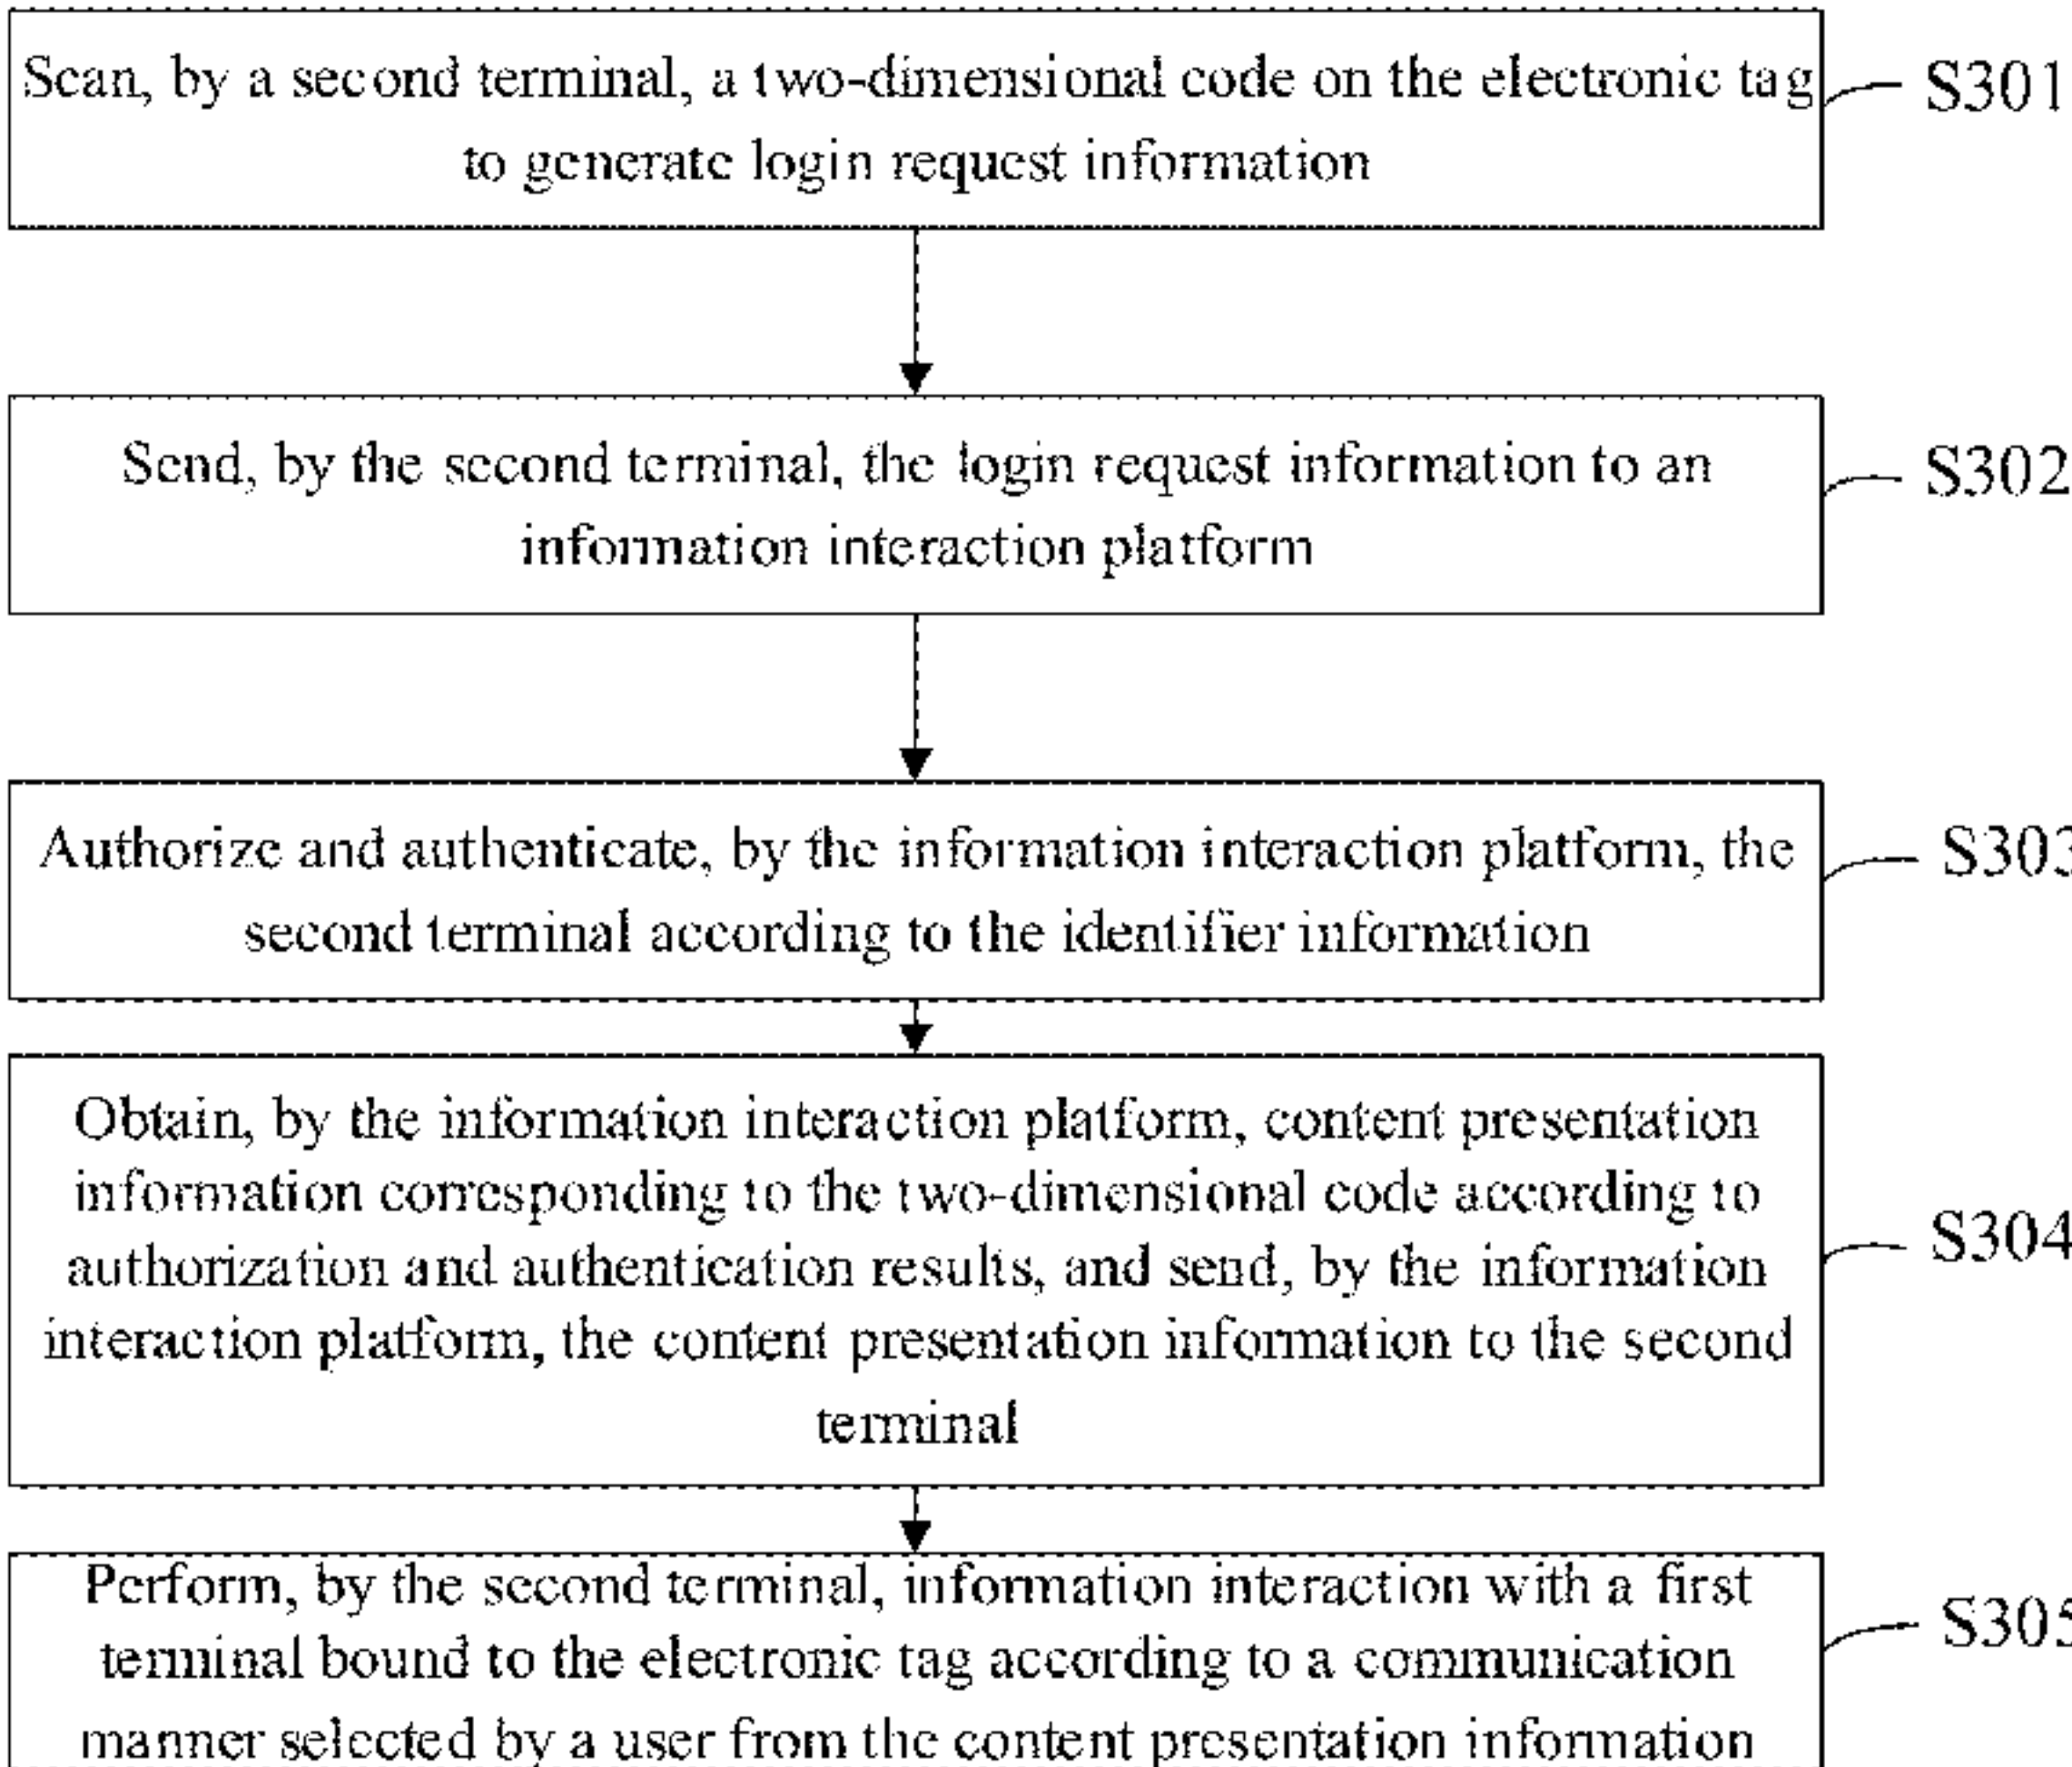 Scan, by a second terminal, a two-dimensional code on the electronic tag
to generate login request information
S301
Send, by the second terminal, the login request information to an
information interaction platform
S302
Authorize and authenticate, by the information interaction platform, the
second terminal according to the identifier information
S303
Obtain, by the information interaction platform, content presentation
information corresponding to the two-dimensional code according to
authorization and authentication results, and send, by the information
interaction platform, the content presentation information to the second
terminal
S304
Perform, by the second terminal, information interaction with a first
terminal bound to the electronic tag according to a communication
manner selected by a user from the content presentation information
S305